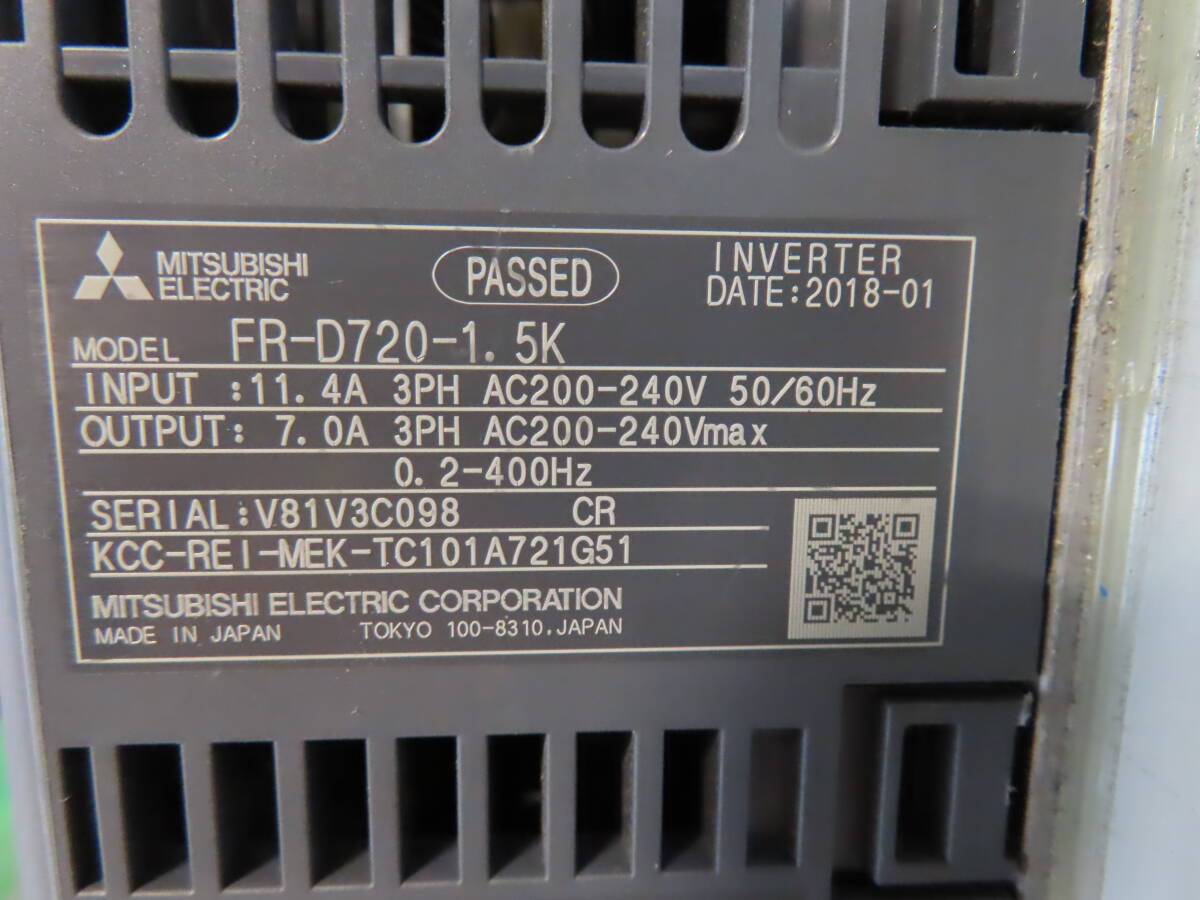 MITSUBISHI
ELECTRIC
PASSED
INVERTER
DATE:2018-01
MODEL FR-D720-1.5K
INPUT :11.4A 3PH AC200-240V 50/60Hz
OUTPUT: 7.0A 3PH AC200-240Vmax
0.2-400Hz
SERIAL:V81V3C098 CR
KCC-REI-MEK-TC101A721G51
MITSUBISHI ELECTRIC CORPORATION
MADE IN JAPAN TOKYO 100-8310, JAPAN